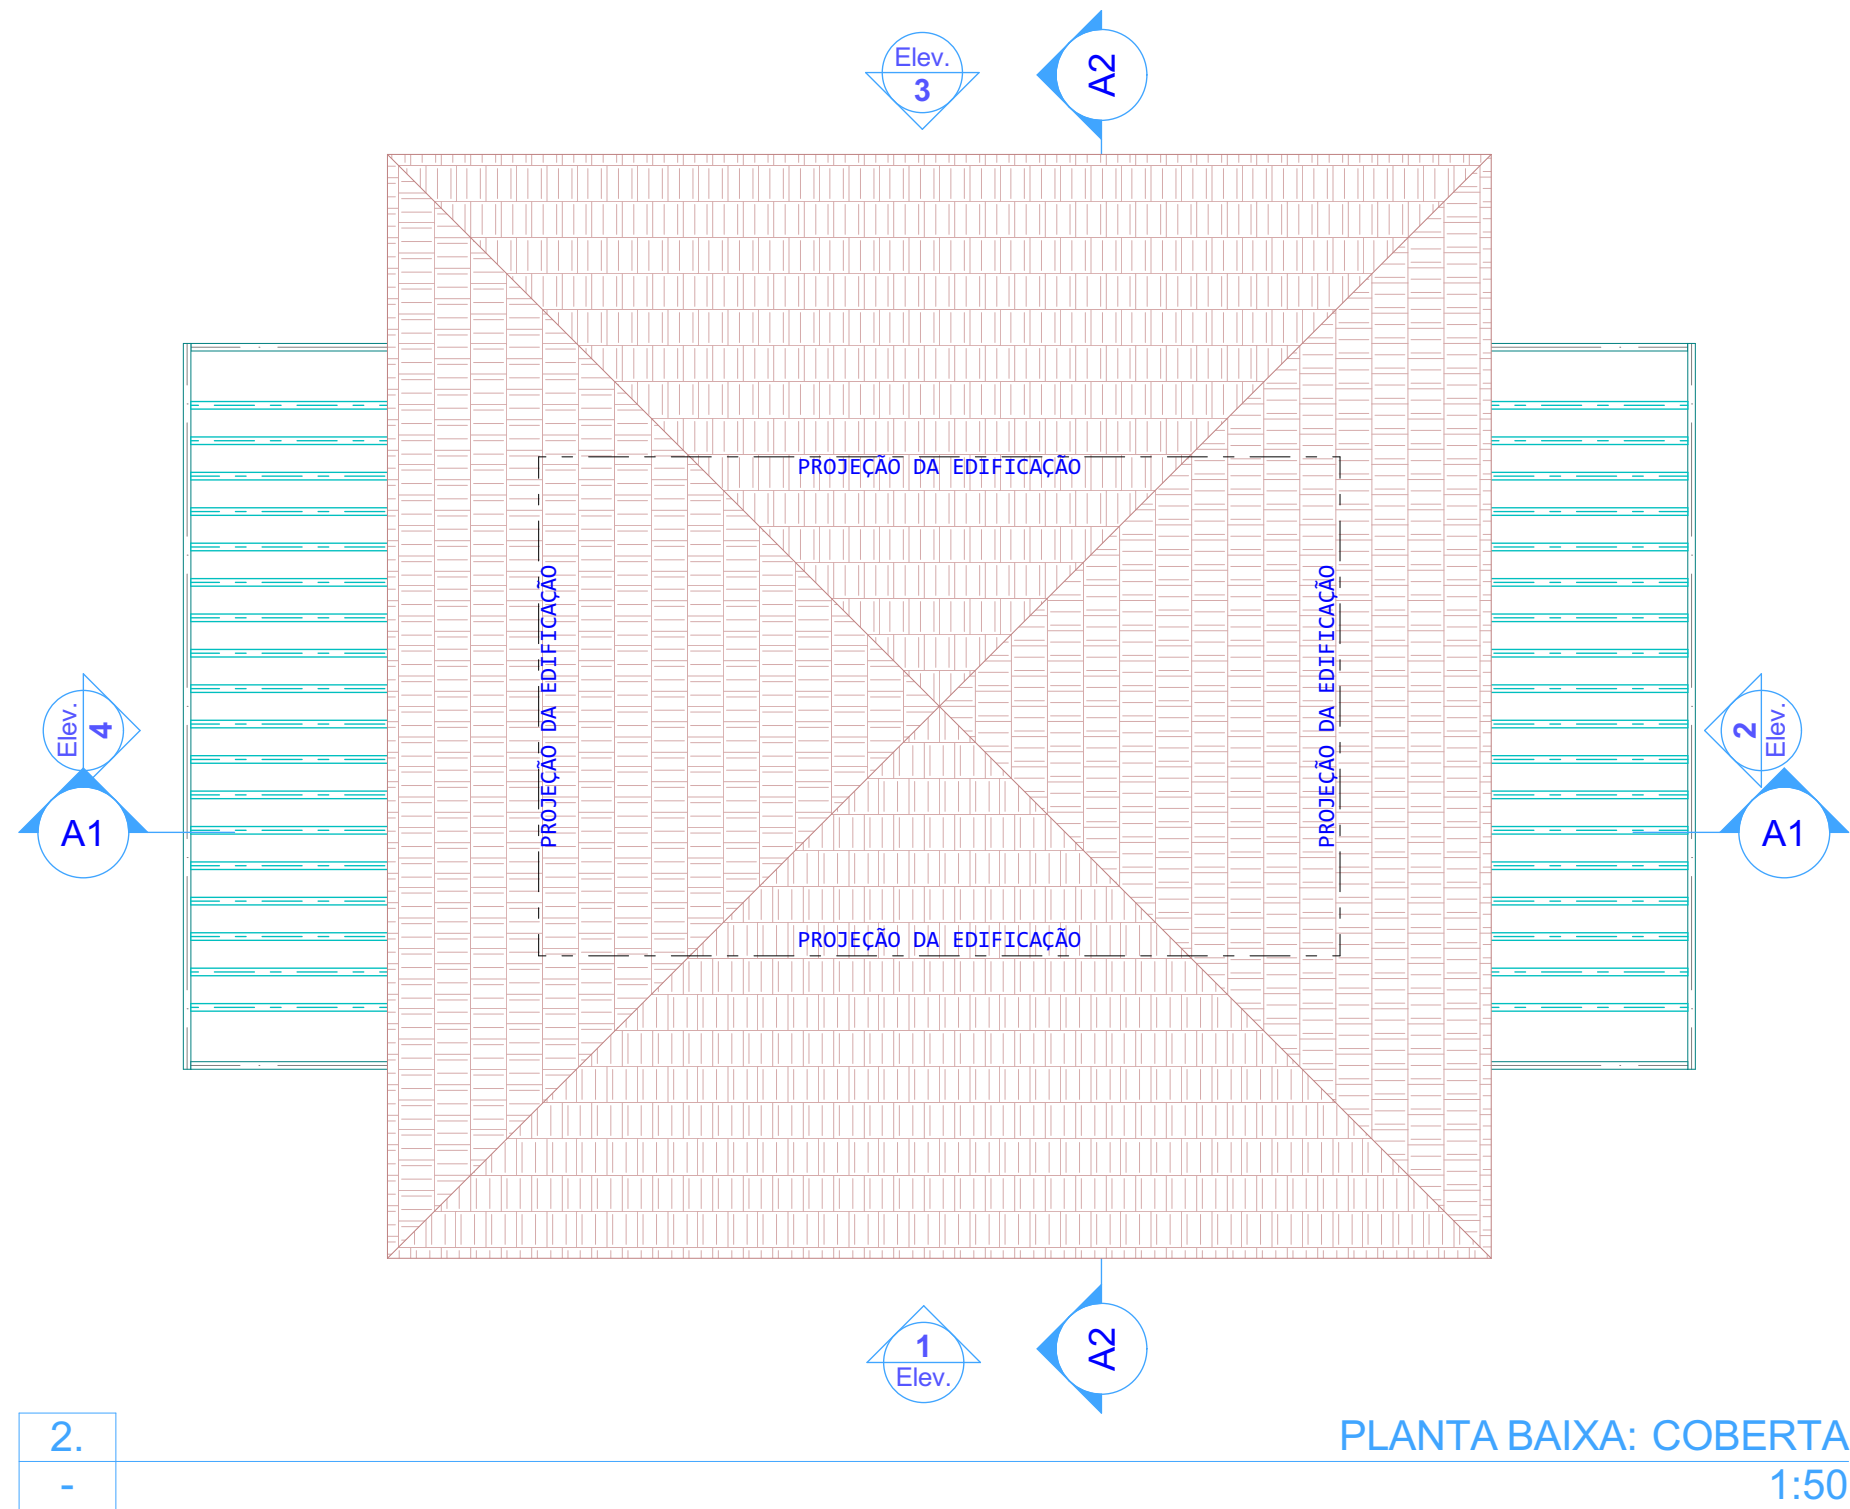 Elev.
3
A2
PROJEÇÃO DA EDIFICAÇÃO
PROJEÇÃO DA EDIFICAÇÃO
PROJEÇÃO DA EDIFICAÇÃO
Elev.
4
2
Elev.
A1
A1
PROJEÇÃO DA EDIFICAÇÃO
1
Elev.
A2
2.
-
PLANTA BAIXA: COBERTA
1:50